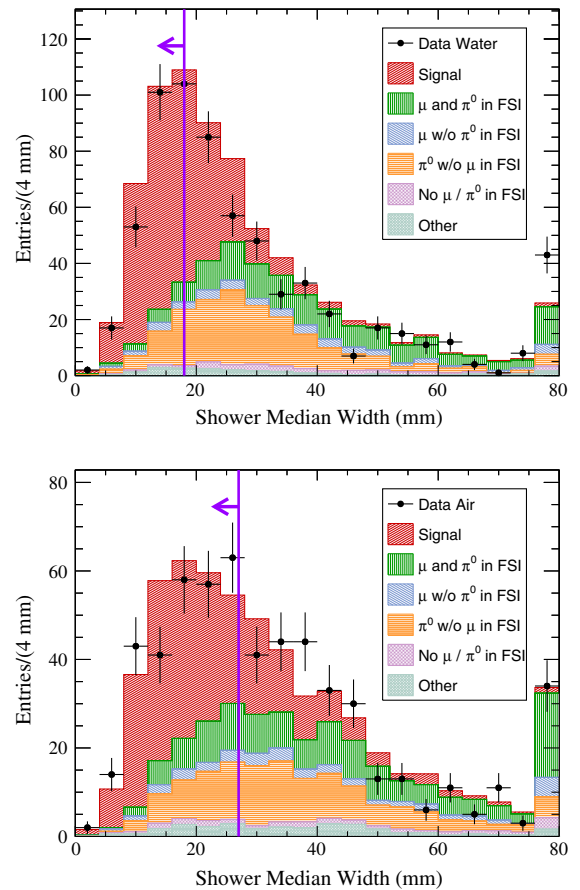 120
100
80
60
40
20
0
Entries/(4 mm)
Data Water
Signal
μ and π⁰ in FSI
μ w/o π⁰ in FSI
π⁰ w/o μ in FSI
No μ / π⁰ in FSI
Other
0 20 40 60 80
Shower Median Width (mm)
80
60
40
20
0
Entries/(4 mm)
Data Air
Signal
μ and π⁰ in FSI
μ w/o π⁰ in FSI
π⁰ w/o μ in FSI
No μ / π⁰ in FSI
Other
0 20 40 60 80
Shower Median Width (mm)